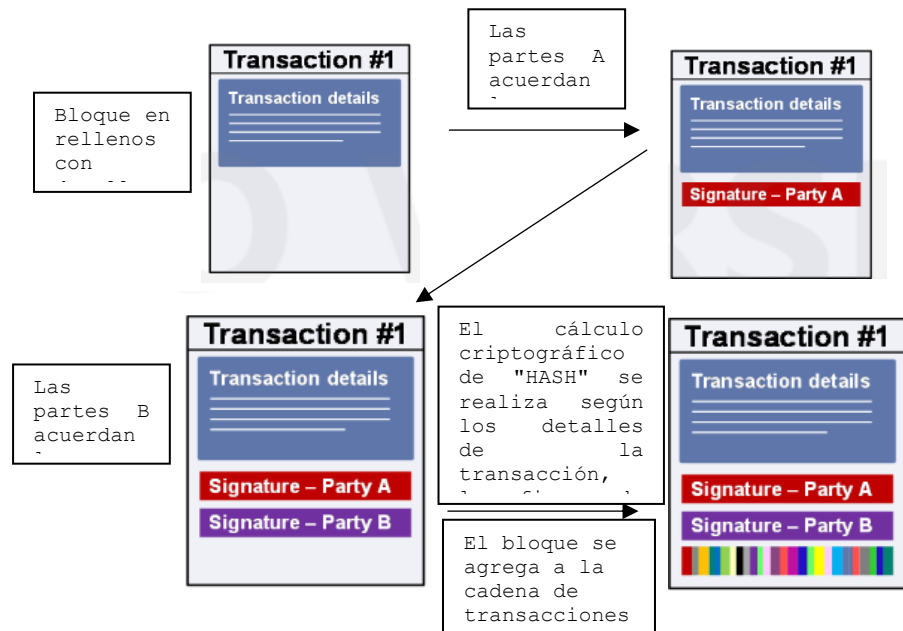 Transaction #1
Transaction details
Bloque en
rellenos
con
Las
partes A
acuerdan
Transaction #1
Transaction details
Signature – Party A
Las
partes B
acuerdan
Transaction #1
Transaction details
Signature – Party A
Signature – Party B
El cálculo
criptográfico
de "HASH" se
realiza según
los detalles
de la
transacción,
El bloque se
agrega a la
cadena de
transacciones
Transaction #1
Transaction details
Signature – Party A
Signature – Party B